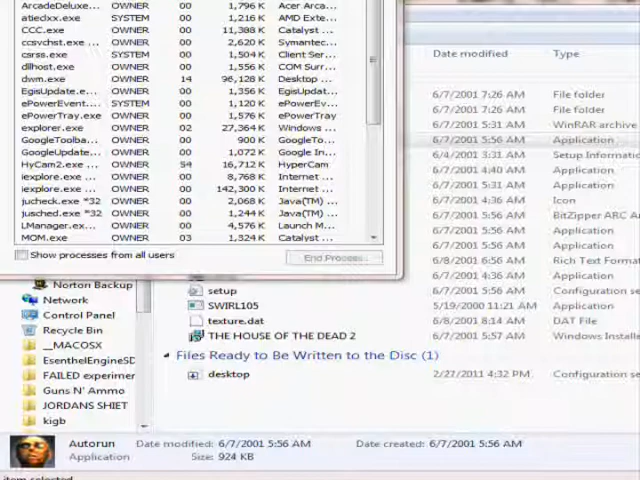 ArcadeDeluxe... OWNER 00 1,796 K Acer Arca...
atiedxx.exe SYSTEM 00 1,216 K AMD Exte...
CCC.exe OWNER 00 11,388 K Catalyst ...
ccsvchst.exe ... OWNER 00 2,620 K Symantec...
csrss.exe SYSTEM 00 1,504 K Client Ser...
dllhost.exe OWNER 00 1,556 K COM Surr...
dwm.exe OWNER 14 96,128 K Desktop ...
EgisUpdate.e... OWNER 00 1,356 K EgisUpdat...
ePowerEvent... SYSTEM 00 1,120 K ePowerEv...
ePowerTray.exe OWNER 00 1,576 K ePowerTray
explorer.exe OWNER 02 27,364 K Windows ...
GoogleToolba... OWNER 00 900 K GoogleTo...
GoogleUpdate... OWNER 00 1,072 K Google In...
HyCam2.exe ... OWNER 54 16,712 K HyperCam
iexplore.exe ... OWNER 00 8,768 K Internet ...
iexplore.exe ... OWNER 00 142,300 K Internet ...
jucheck.exe *32 OWNER 00 2,068 K Java(TM) ...
jusched.exe *32 OWNER 00 1,244 K Java(TM) ...
LManager.ex... OWNER 00 4,756 K Launch M...
MOM.exe OWNER 03 1,324 K Catalyst ...
Show processes from all users
End Process
Date modified Type
6/7/2001 7:26 AM File folder
6/7/2001 7:26 AM File folder
6/7/2001 5:31 AM WinRAR archive
6/7/2001 5:56 AM Application
6/4/2001 3:31 AM Setup Informatio
6/7/2001 4:40 AM Application
6/7/2001 5:31 AM Application
6/7/2001 4:36 AM Icon
6/7/2001 5:56 AM BitZipper ARC A
6/7/2001 5:56 AM Application
6/8/2001 6:56 AM Rich Text Format
6/7/2001 4:36 AM Application
6/7/2001 5:56 AM Configuration se
setup 6/7/2001 5:56 AM Application
SWIRL105 5/19/2000 11:21 AM Application
texture.dat 6/8/2001 8:14 AM DAT File
THE HOUSE OF THE DEAD 2 6/7/2001 5:57 AM Windows Installe
Files Ready to Be Written to the Disc (1)
desktop 2/27/2011 4:32 PM Configuration se
Norton Backup
Network
Control Panel
Recycle Bin
__MACOSX
EsenthelEngineSD
FAILED experimer
Guns N' Ammo
JORDANS SHIET
kigb
Autorun Date modified: 6/7/2001 5:56 AM Date created: 6/7/2001 5:56 AM
Application Size: 924 KB
item selected